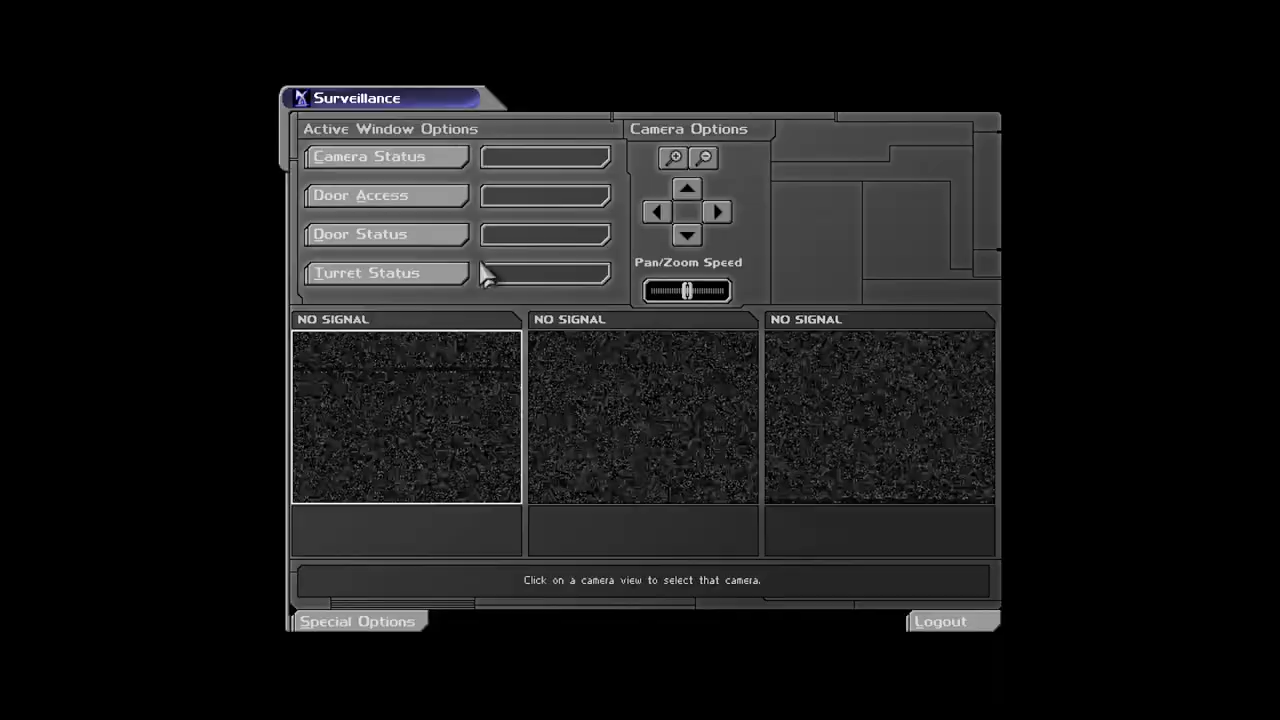 Surveillance
Active Window Options
Camera Options
Camera Status
Door Access
Door Status
Turret Status
Pan/Zoom Speed
NO SIGNAL
NO SIGNAL
NO SIGNAL
Click on a camera view to select that camera.
Special Options
Logout